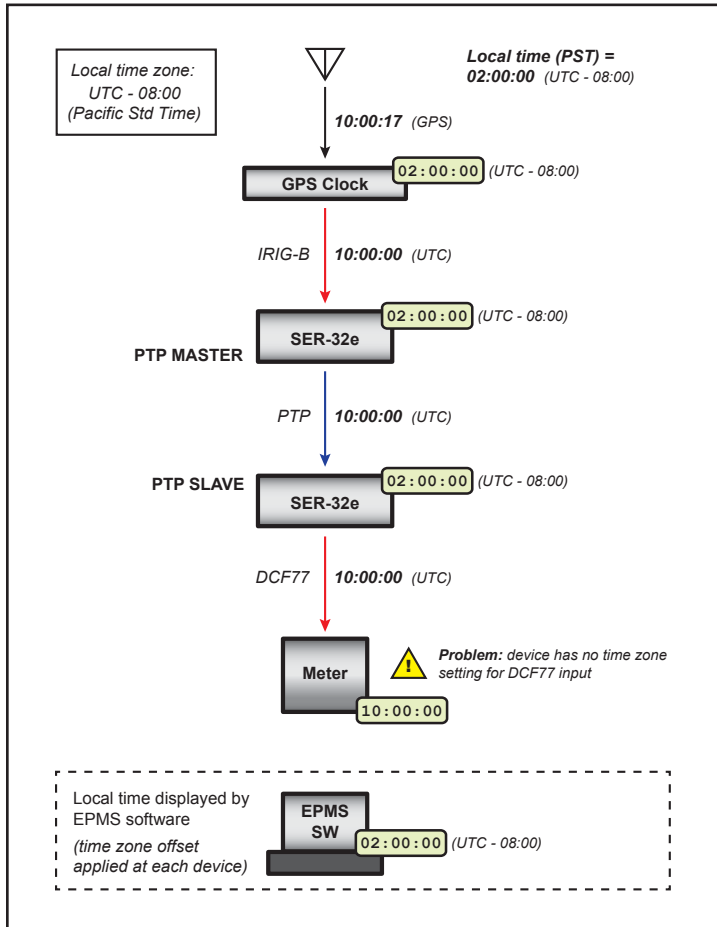 Local time zone:
UTC - 08:00
(Pacific Std Time)
Local time (PST) =
02:00:00 (UTC - 08:00)
10:00:17 (GPS)
GPS Clock
02:00:00 (UTC - 08:00)
IRIG-B 10:00:00 (UTC)
02:00:00 (UTC - 08:00)
SER-32e
PTP MASTER
PTP 10:00:00 (UTC)
02:00:00 (UTC - 08:00)
PTP SLAVE
SER-32e
DCF77 10:00:00 (UTC)
Meter
! Problem: device has no time zone
setting for DCF77 input
10:00:00
Local time displayed by
EPMS software
(time zone offset
applied at each device)
EPMS
SW
02:00:00 (UTC - 08:00)